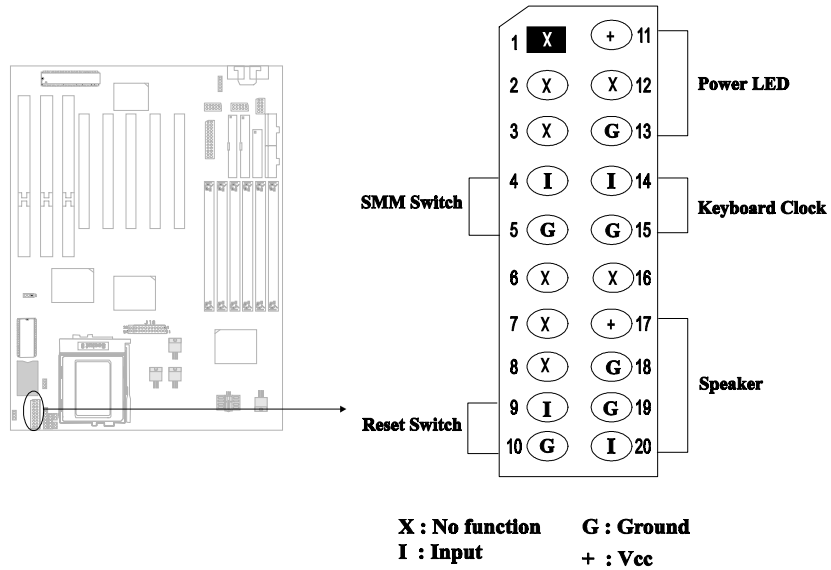 1 X + 11
2 X X 12
Power LED
3 X G 13
4 I I 14
SMM Switch
Keyboard Clock
5 G G 15
6 X X 16
7 X + 17
J18
8 X G 18
Speaker
9 I G 19
Reset Switch
10 G I 20
X : No function G : Ground
I : Input + : Vcc